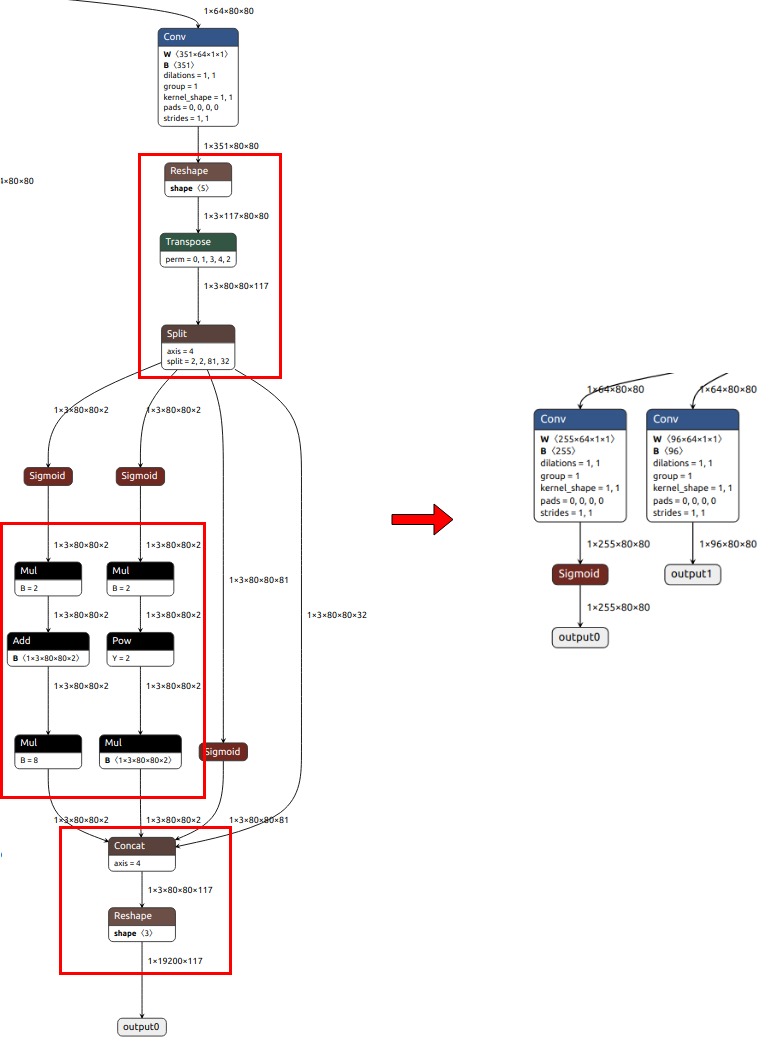 1×64×80×80
Conv
W ⟨351×64×1×1⟩
B ⟨351⟩
dilations = 1, 1
group = 1
kernel_shape = 1, 1
pads = 0, 0, 0, 0
strides = 1, 1
1×351×80×80
Reshape
shape ⟨5⟩
1×3×117×80×80
Transpose
perm = 0, 1, 3, 4, 2
1×3×80×80×117
Split
axis = 4
split = 2, 2, 81, 32
1×3×80×80×2
1×3×80×80×2
Sigmoid
Sigmoid
1×3×80×80×2
1×3×80×80×2
Mul
B = 2
Mul
B = 2
1×3×80×80×81
1×3×80×80×32
1×3×80×80×2
1×3×80×80×2
Add
B ⟨1×3×80×80×2⟩
Pow
Y = 2
1×3×80×80×2
1×3×80×80×2
Mul
B = 8
Mul
B ⟨1×3×80×80×2⟩
Sigmoid
1×3×80×80×2
1×3×80×80×2
1×3×80×80×81
Concat
axis = 4
1×3×80×80×117
Reshape
shape ⟨3⟩
1×19200×117
output0
1×64×80×80
1×64×80×80
Conv
W ⟨255×64×1×1⟩
B ⟨255⟩
dilations = 1, 1
group = 1
kernel_shape = 1, 1
pads = 0, 0, 0, 0
strides = 1, 1
Conv
W ⟨96×64×1×1⟩
B ⟨96⟩
dilations = 1, 1
group = 1
kernel_shape = 1, 1
pads = 0, 0, 0, 0
strides = 1, 1
1×255×80×80
1×96×80×80
Sigmoid
output1
1×255×80×80
output0